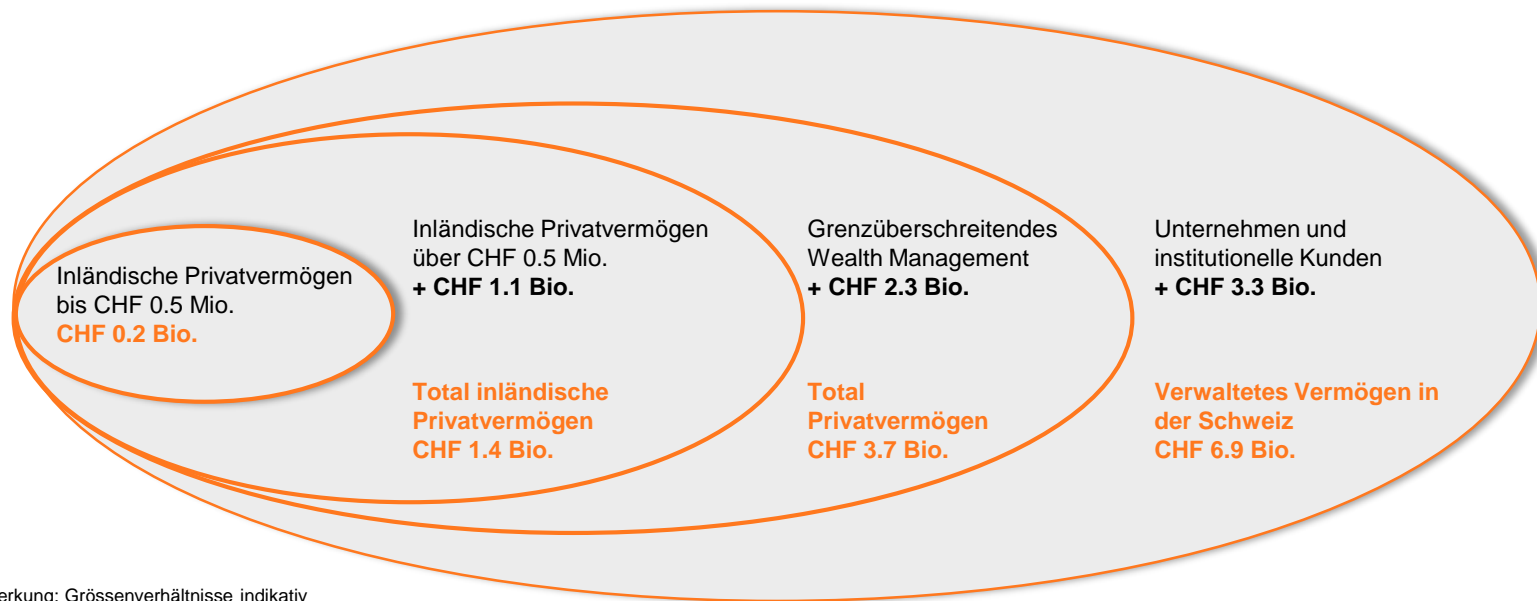 Inländische Privatvermögen
bis CHF 0.5 Mio.
CHF 0.2 Bio.
Inländische Privatvermögen
über CHF 0.5 Mio.
+ CHF 1.1 Bio.
Total inländische
Privatvermögen
CHF 1.4 Bio.
Grenzüberschreitendes
Wealth Management
+ CHF 2.3 Bio.
Total
Privatvermögen
CHF 3.7 Bio.
Unternehmen und
institutionelle Kunden
+ CHF 3.3 Bio.
Verwaltetes Vermögen in
der Schweiz
CHF 6.9 Bio.
erkung: Grössenverhältnisse indikativ